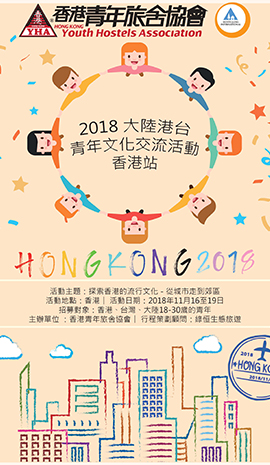 香港青年旅舍協會
YHA
HONG KONG
Youth Hostels Association
2018 大陸港台
青年文化交流活動
香港站
HONGKONG2018
活動主題：探索香港的流行文化 - 從城市走到郊區
活動地點：香港｜ 活動日期：2018年11月16至19日
招募對象：香港、台灣、大陸18-30歲的青年
主辦單位：香港青年旅舍協會｜ 行程策劃顧問：綠恒生態旅遊
2018
HONG KO